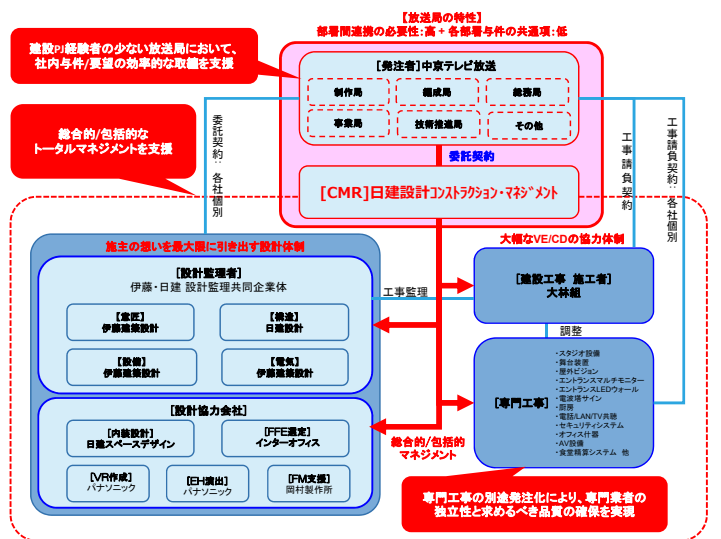 【放送局の特性】
部署間連携の必要性：高 + 各部署与件の共通項：低
建設PJ経験者の少ない放送局において、
社内与件/要望の効率的な取纏を支援
[発注者]中京テレビ放送
制作局
編成局
総務局
事業局
技術推進局
その他
総合的/包括的な
トータルマネジメントを支援
委託契約：各社個別
委託契約
工事請負契約
工事請負契約：各社個別
[CMR]日建設計コンストラクション・マネジメント
施主の想いを最大限に引き出す設計体制
大幅なVE/CDの協力体制
[設計監理者]
伊藤・日建 設計監理共同企業体
【意匠】
伊藤建築設計
【構造】
日建設計
【設備】
伊藤建築設計
【電気】
伊藤建築設計
工事監理
[建設工事 施工者]
大林組
調整
[専門工事]
・スタジオ設備
・舞台装置
・屋外ビジョン
・エントランスマルチモニター
・エントランスLEDウォール
・電波塔サイン
・厨房
・電話/LAN/TV共聴
・セキュリティシステム
・オフィス什器
・AV設備
・食堂精算システム 他
[設計協力会社]
[内装設計]
日建スペースデザイン
[FFE選定]
インターオフィス
[VR作成]
パナソニック
[EH演出]
パナソニック
[FM支援]
岡村製作所
総合的/包括的
マネジメント
専門工事の別途発注化により、専門業者の
独立性と求めるべき品質の確保を実現